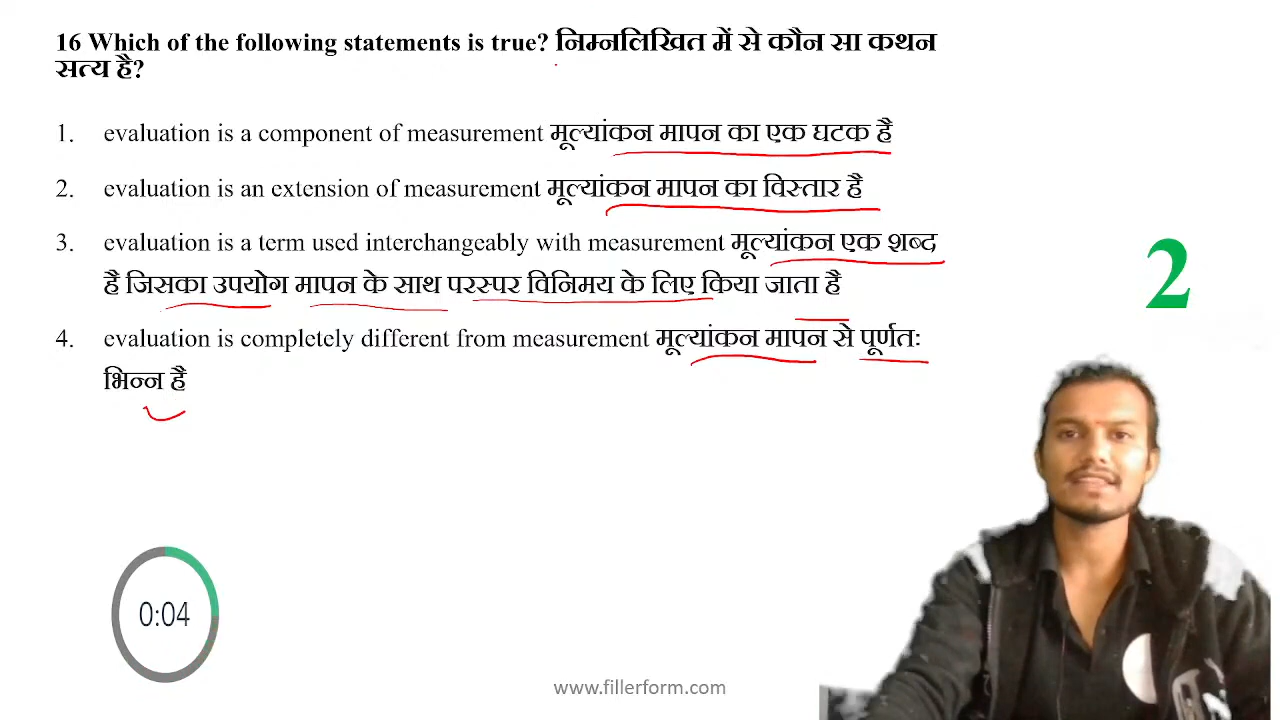 16 Which of the following statements is true? निम्नलिखित में से कौन सा कथन
सत्य है?
1. evaluation is a component of measurement मूल्यांकन मापन का एक घटक है
2. evaluation is an extension of measurement मूल्यांकन मापन का विस्तार है
3. evaluation is a term used interchangeably with measurement मूल्यांकन एक शब्द
है जिसका उपयोग मापन के साथ परस्पर विनिमय के लिए किया जाता है
2
4. evaluation is completely different from measurement मूल्यांकन मापन से पूर्णतः
भिन्न है
0:04
www.fillerform.com